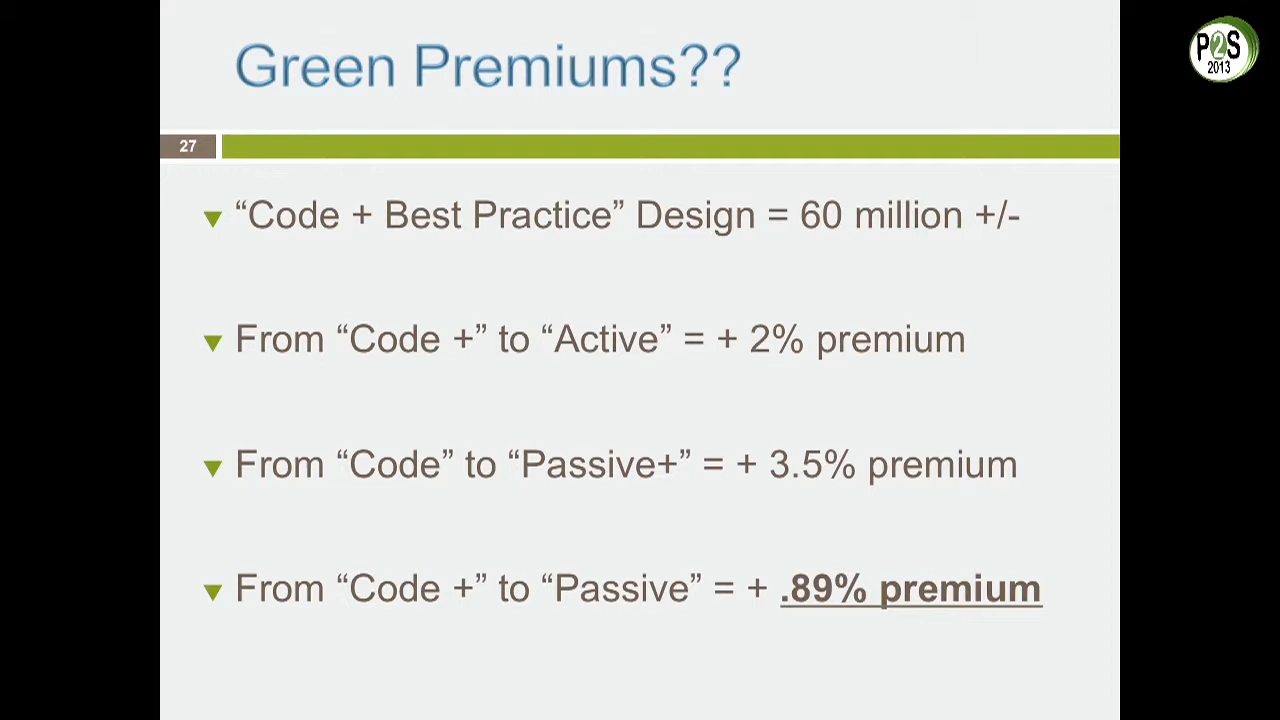 Green Premiums??
P2S
2013
27
“Code + Best Practice” Design = 60 million +/-
From “Code +” to “Active” = + 2% premium
From “Code” to “Passive+” = + 3.5% premium
From “Code +” to “Passive” = + .89% premium